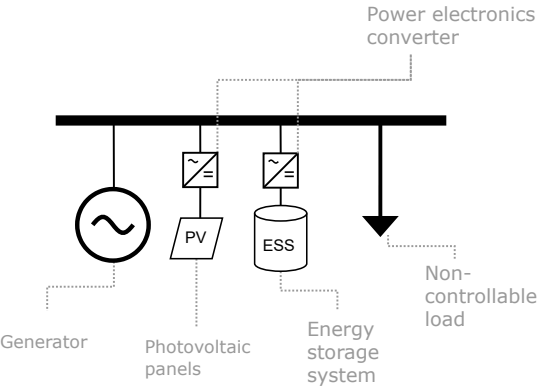 Power electronics
converter
PV
ESS
Non-
controllable
load
Generator
Photovoltaic
panels
Energy
storage
system